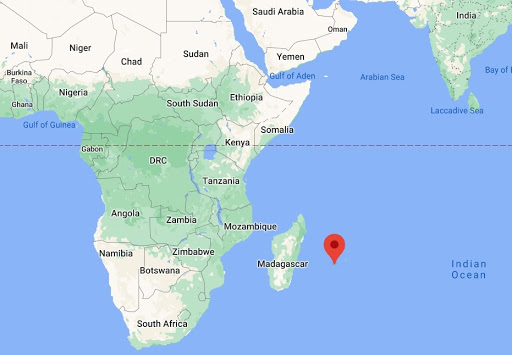 Saudi Arabia
Oman
India
Mali
Niger
Chad
Sudan
Yemen
Burkina
Faso
Nigeria
Gulf of Aden
Arabian Sea
Bay of
Ghana
South Sudan
Ethiopia
Laccadive Sea
Gulf of Guinea
Somalia
Gabon
Kenya
DRC
Tanzania
Angola
Zambia
Mozambique
Namibia
Zimbabwe
Botswana
Madagascar
Indian
Ocean
South Africa